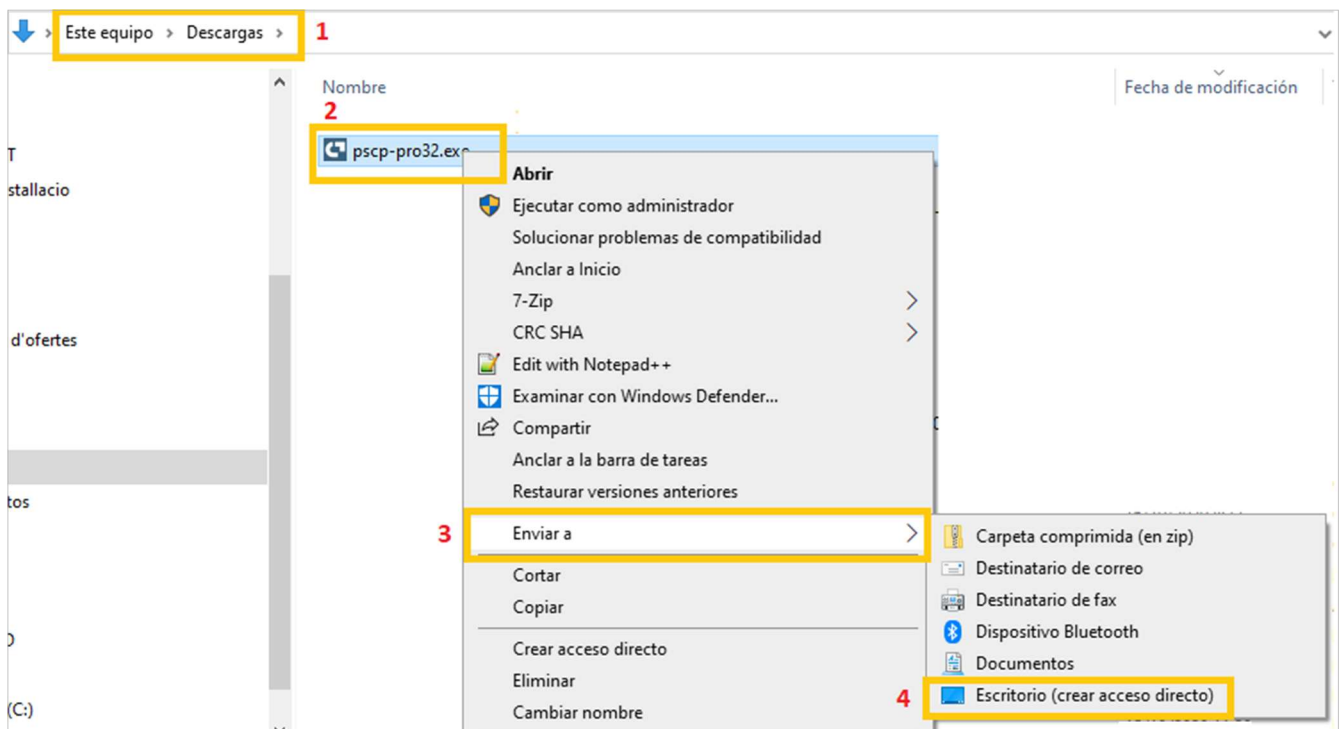 Este equipo > Descargas > 1
Nombre
Fecha de modificación
2
pscp-pro32.exe
T
stallacio
d'ofertes
tos
(C:)
Abrir
Ejecutar como administrador
Solucionar problemas de compatibilidad
Anclar a Inicio
7-Zip
CRC SHA
Edit with Notepad++
Examinar con Windows Defender...
Compartir
Anclar a la barra de tareas
Restaurar versiones anteriores
3 Enviar a
Cortar
Copiar
Crear acceso directo
Eliminar
Cambiar nombre
Carpeta comprimida (en zip)
Destinatario de correo
Destinatario de fax
Dispositivo Bluetooth
Documentos
4 Escritorio (crear acceso directo)